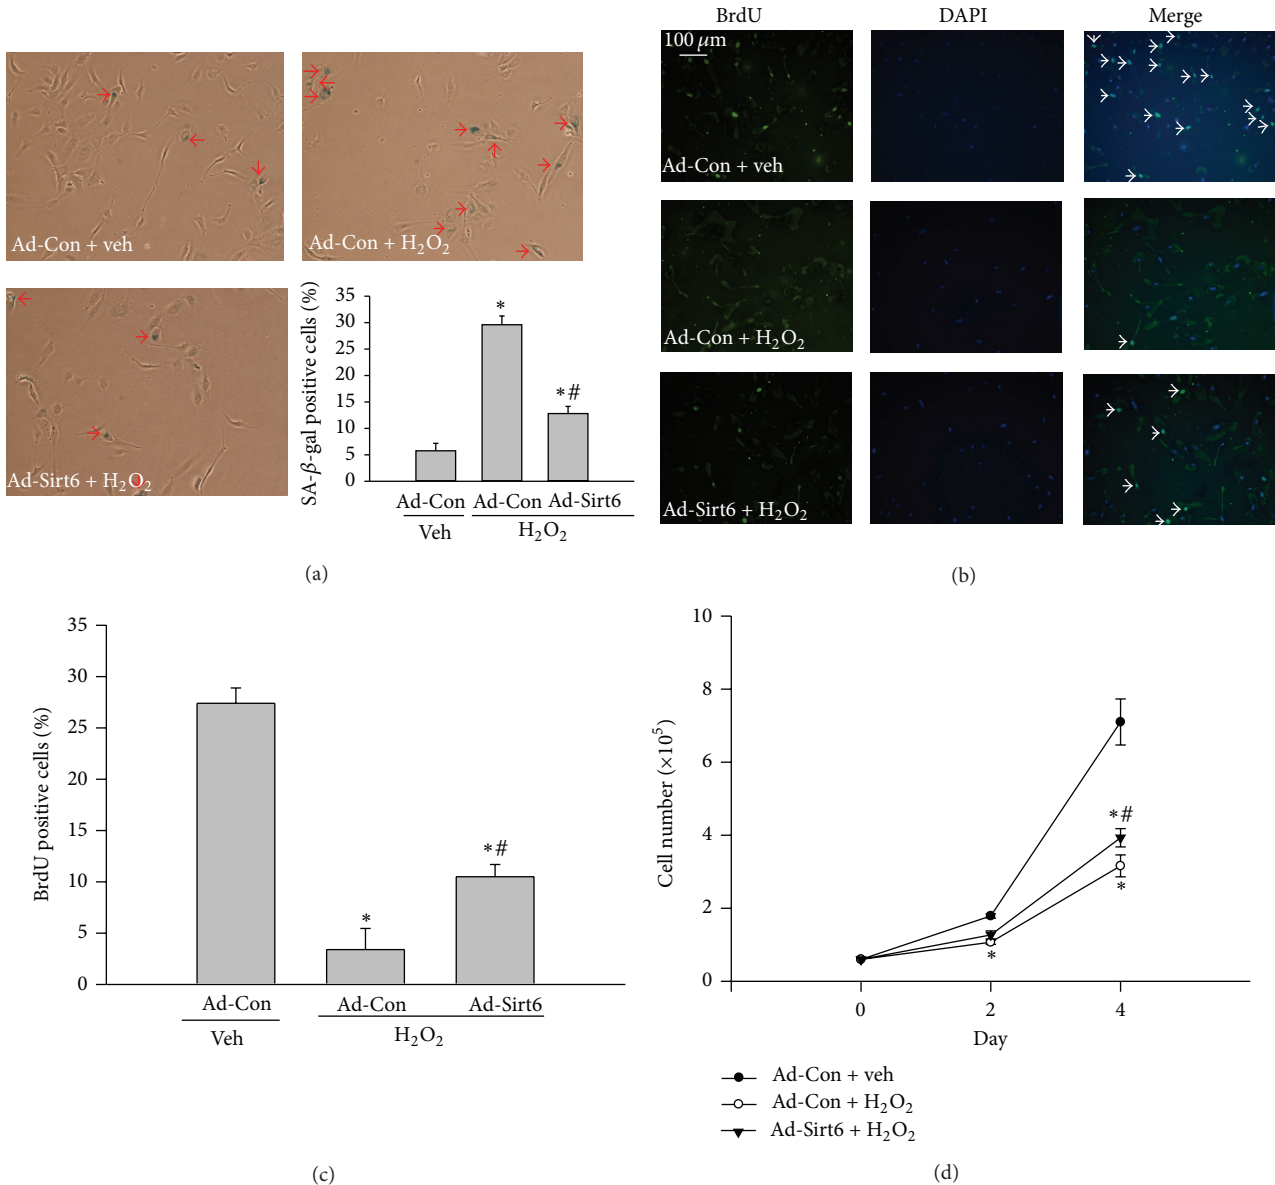 Ad-Con + veh
Ad-Con + H₂O₂
Ad-Sirt6 + H₂O₂
SA-β-gal positive cells (%)
35
30
25
20
15
10
5
0
*
*#
Ad-Con Ad-Con Ad-Sirt6
Veh H₂O₂
(a)
BrdU DAPI Merge
100 μm
Ad-Con + veh
Ad-Con + H₂O₂
Ad-Sirt6 + H₂O₂
(b)
BrdU positive cells (%)
35
30
25
20
15
10
5
0
*
*#
Ad-Con Ad-Con Ad-Sirt6
Veh H₂O₂
(c)
Cell number (×10⁵)
10
8
6
4
2
0
*#
*
*
0 2 4
Day
Ad-Con + veh
Ad-Con + H₂O₂
Ad-Sirt6 + H₂O₂
(d)